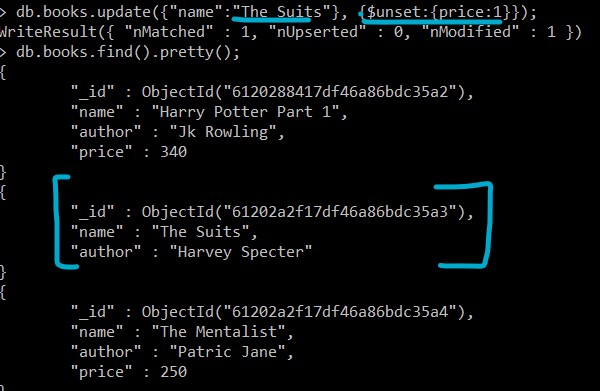 > db.books.update({"name":"The Suits"}, {$unset:{price:1}});
WriteResult({ "nMatched" : 1, "nUpserted" : 0, "nModified" : 1 })
> db.books.find().pretty();
{
"_id" : ObjectId("6120288417df46a86bdc35a2"),
"name" : "Harry Potter Part 1",
"author" : "Jk Rowling",
"price" : 340
}
{
"_id" : ObjectId("61202a2f17df46a86bdc35a3"),
"name" : "The Suits",
"author" : "Harvey Specter"
}
{
"_id" : ObjectId("61202a2f17df46a86bdc35a4"),
"name" : "The Mentalist",
"author" : "Patric Jane",
"price" : 250
}